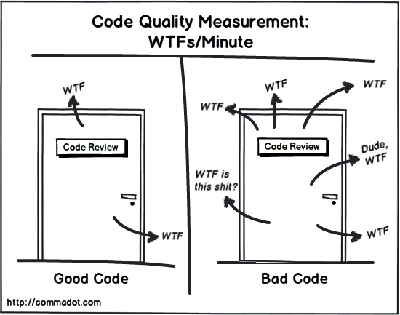 Code Quality Measurement:
WTFs/Minute
WTF
Code Review
WTF
Good Code
WTF
WTF
WTF
Code Review
Dude,
WTF
WTF is
this shit?
WTF
Bad Code
http://commadot.com